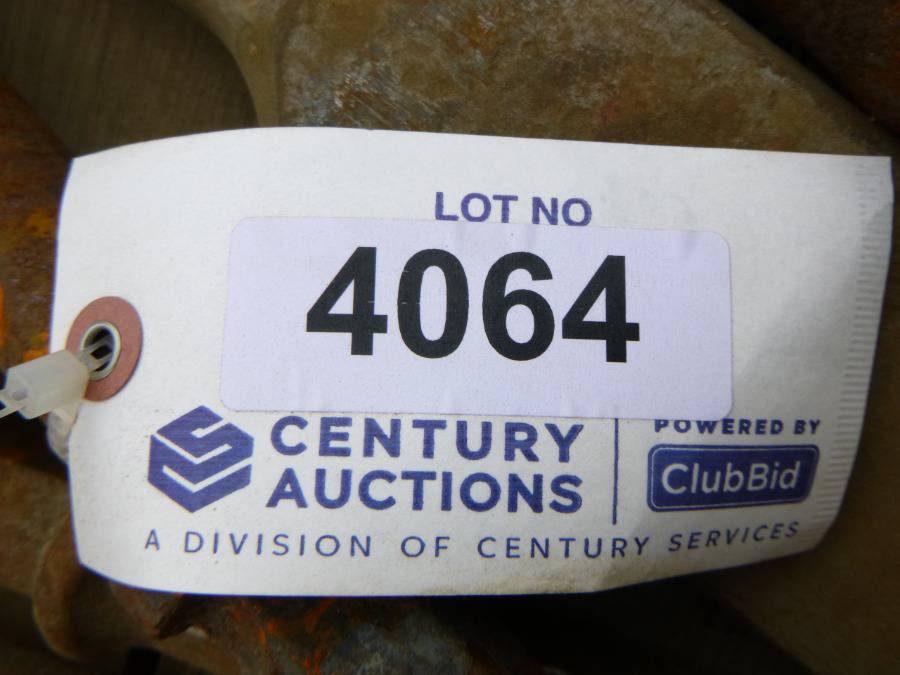 LOT NO
4064
CENTURY
AUCTIONS
A DIVISION OF CENTURY SERVICES
POWERED BY
ClubBid